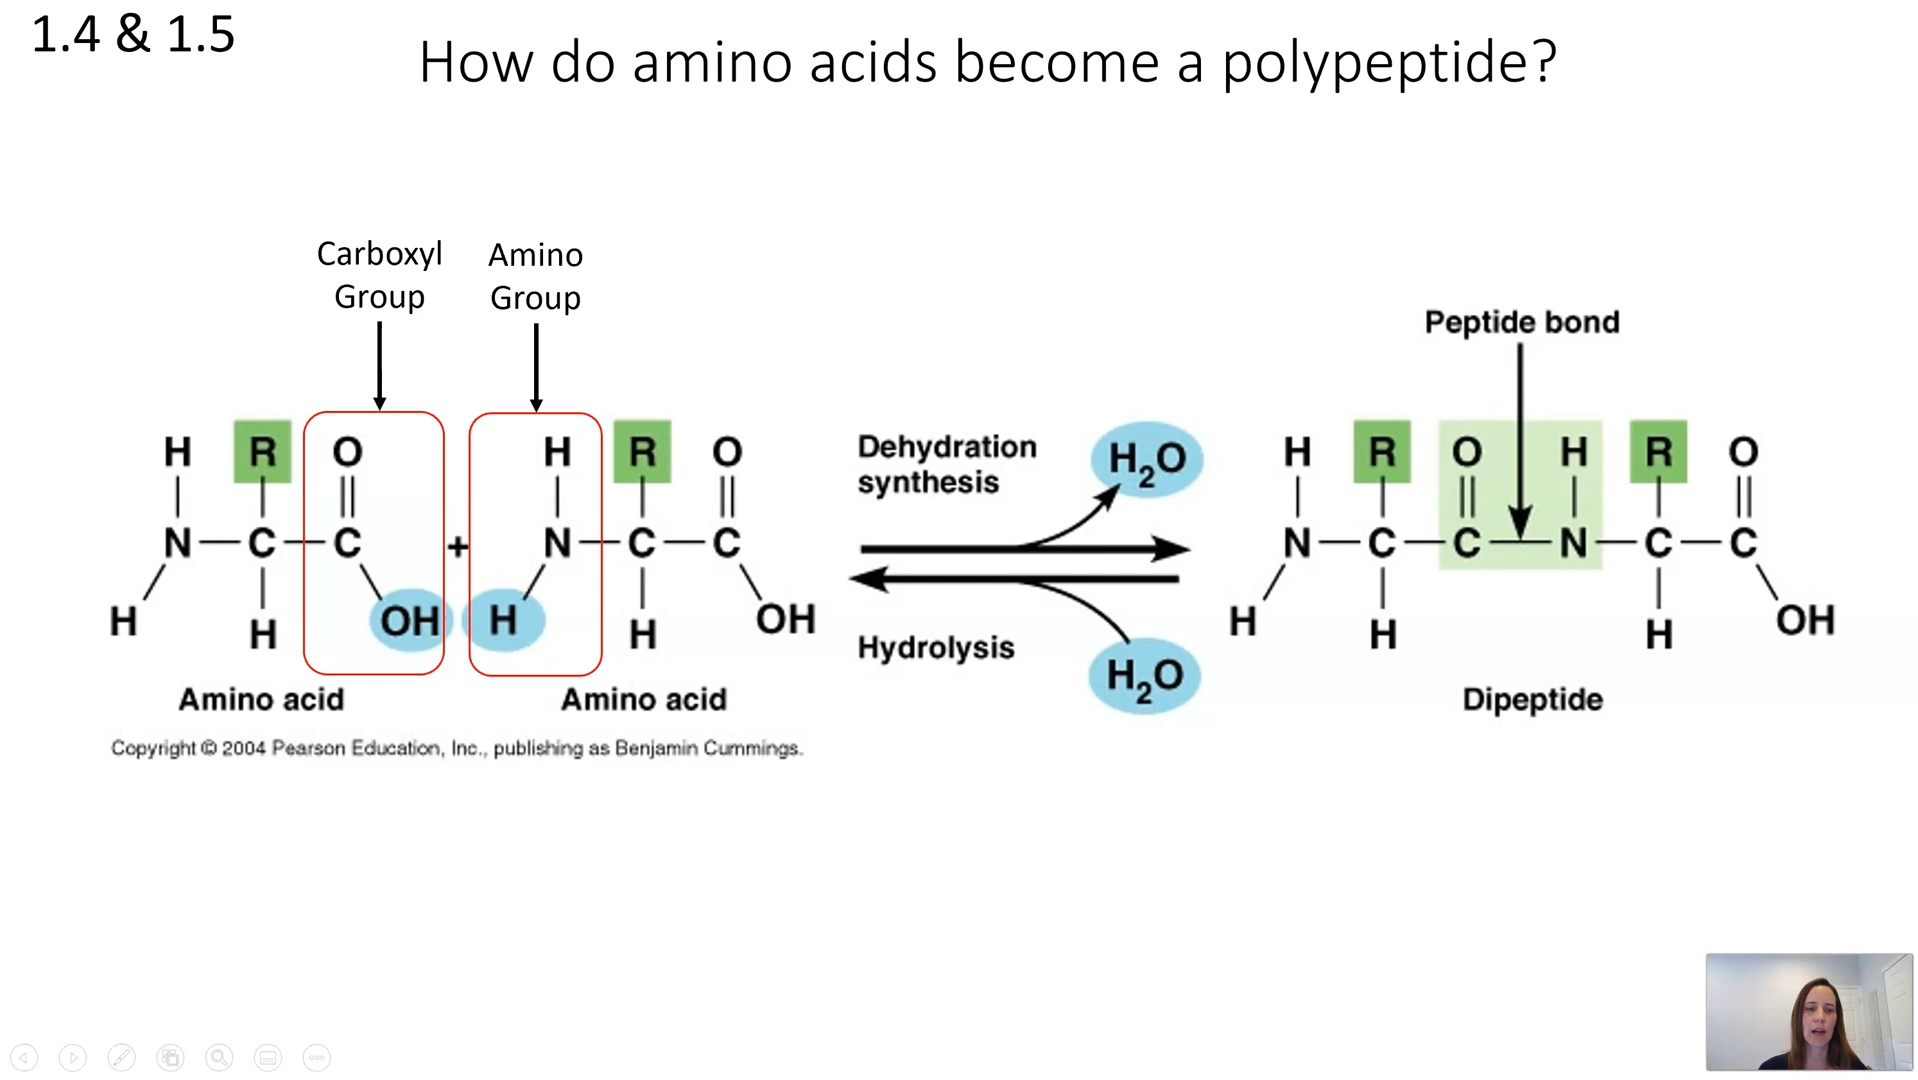 1.4 & 1.5
How do amino acids become a polypeptide?
Carboxyl
Group
Amino
Group
Peptide bond
H R O H R O
Dehydration
synthesis
H₂O
H R O H R O
N C C + N C C
N C C N C C
H H OH H H OH
Hydrolysis
H₂O
H H H OH
Amino acid
Amino acid
Dipeptide
Copyright © 2004 Pearson Education, Inc., publishing as Benjamin Cummings.